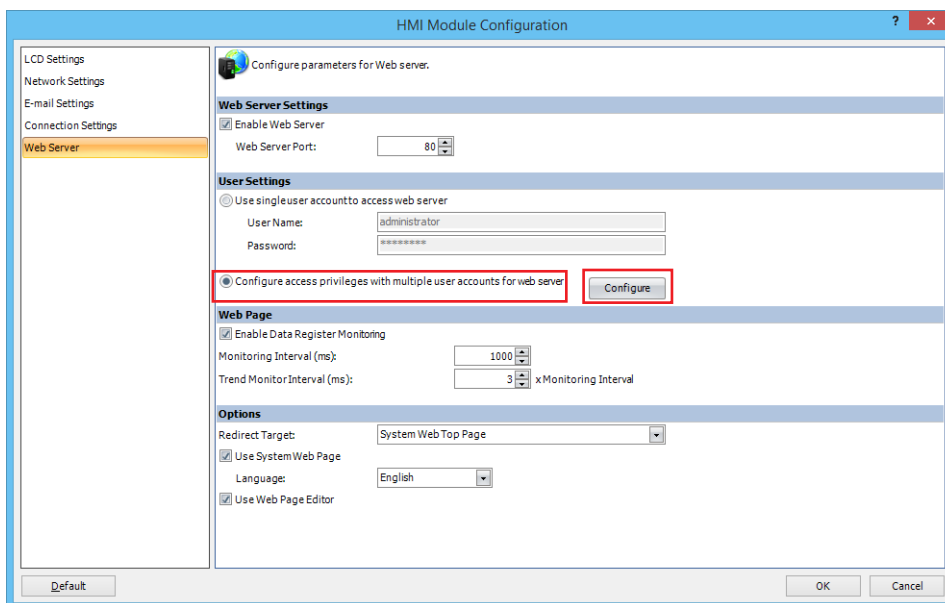 HMI Module Configuration
?
LCD Settings
Network Settings
E-mail Settings
Connection Settings
Web Server
Configure parameters for Web server.
Web Server Settings
Enable Web Server
Web Server Port: 80
User Settings
Use single user account to access web server
User Name: administrator
Password: ********
Configure access privileges with multiple user accounts for web server Configure
Web Page
Enable Data Register Monitoring
Monitoring Interval (ms): 1000
Trend Monitor Interval (ms): 3 x Monitoring Interval
Options
Redirect Target: System Web Top Page
Use System Web Page
Language: English
Use Web Page Editor
Default OK Cancel